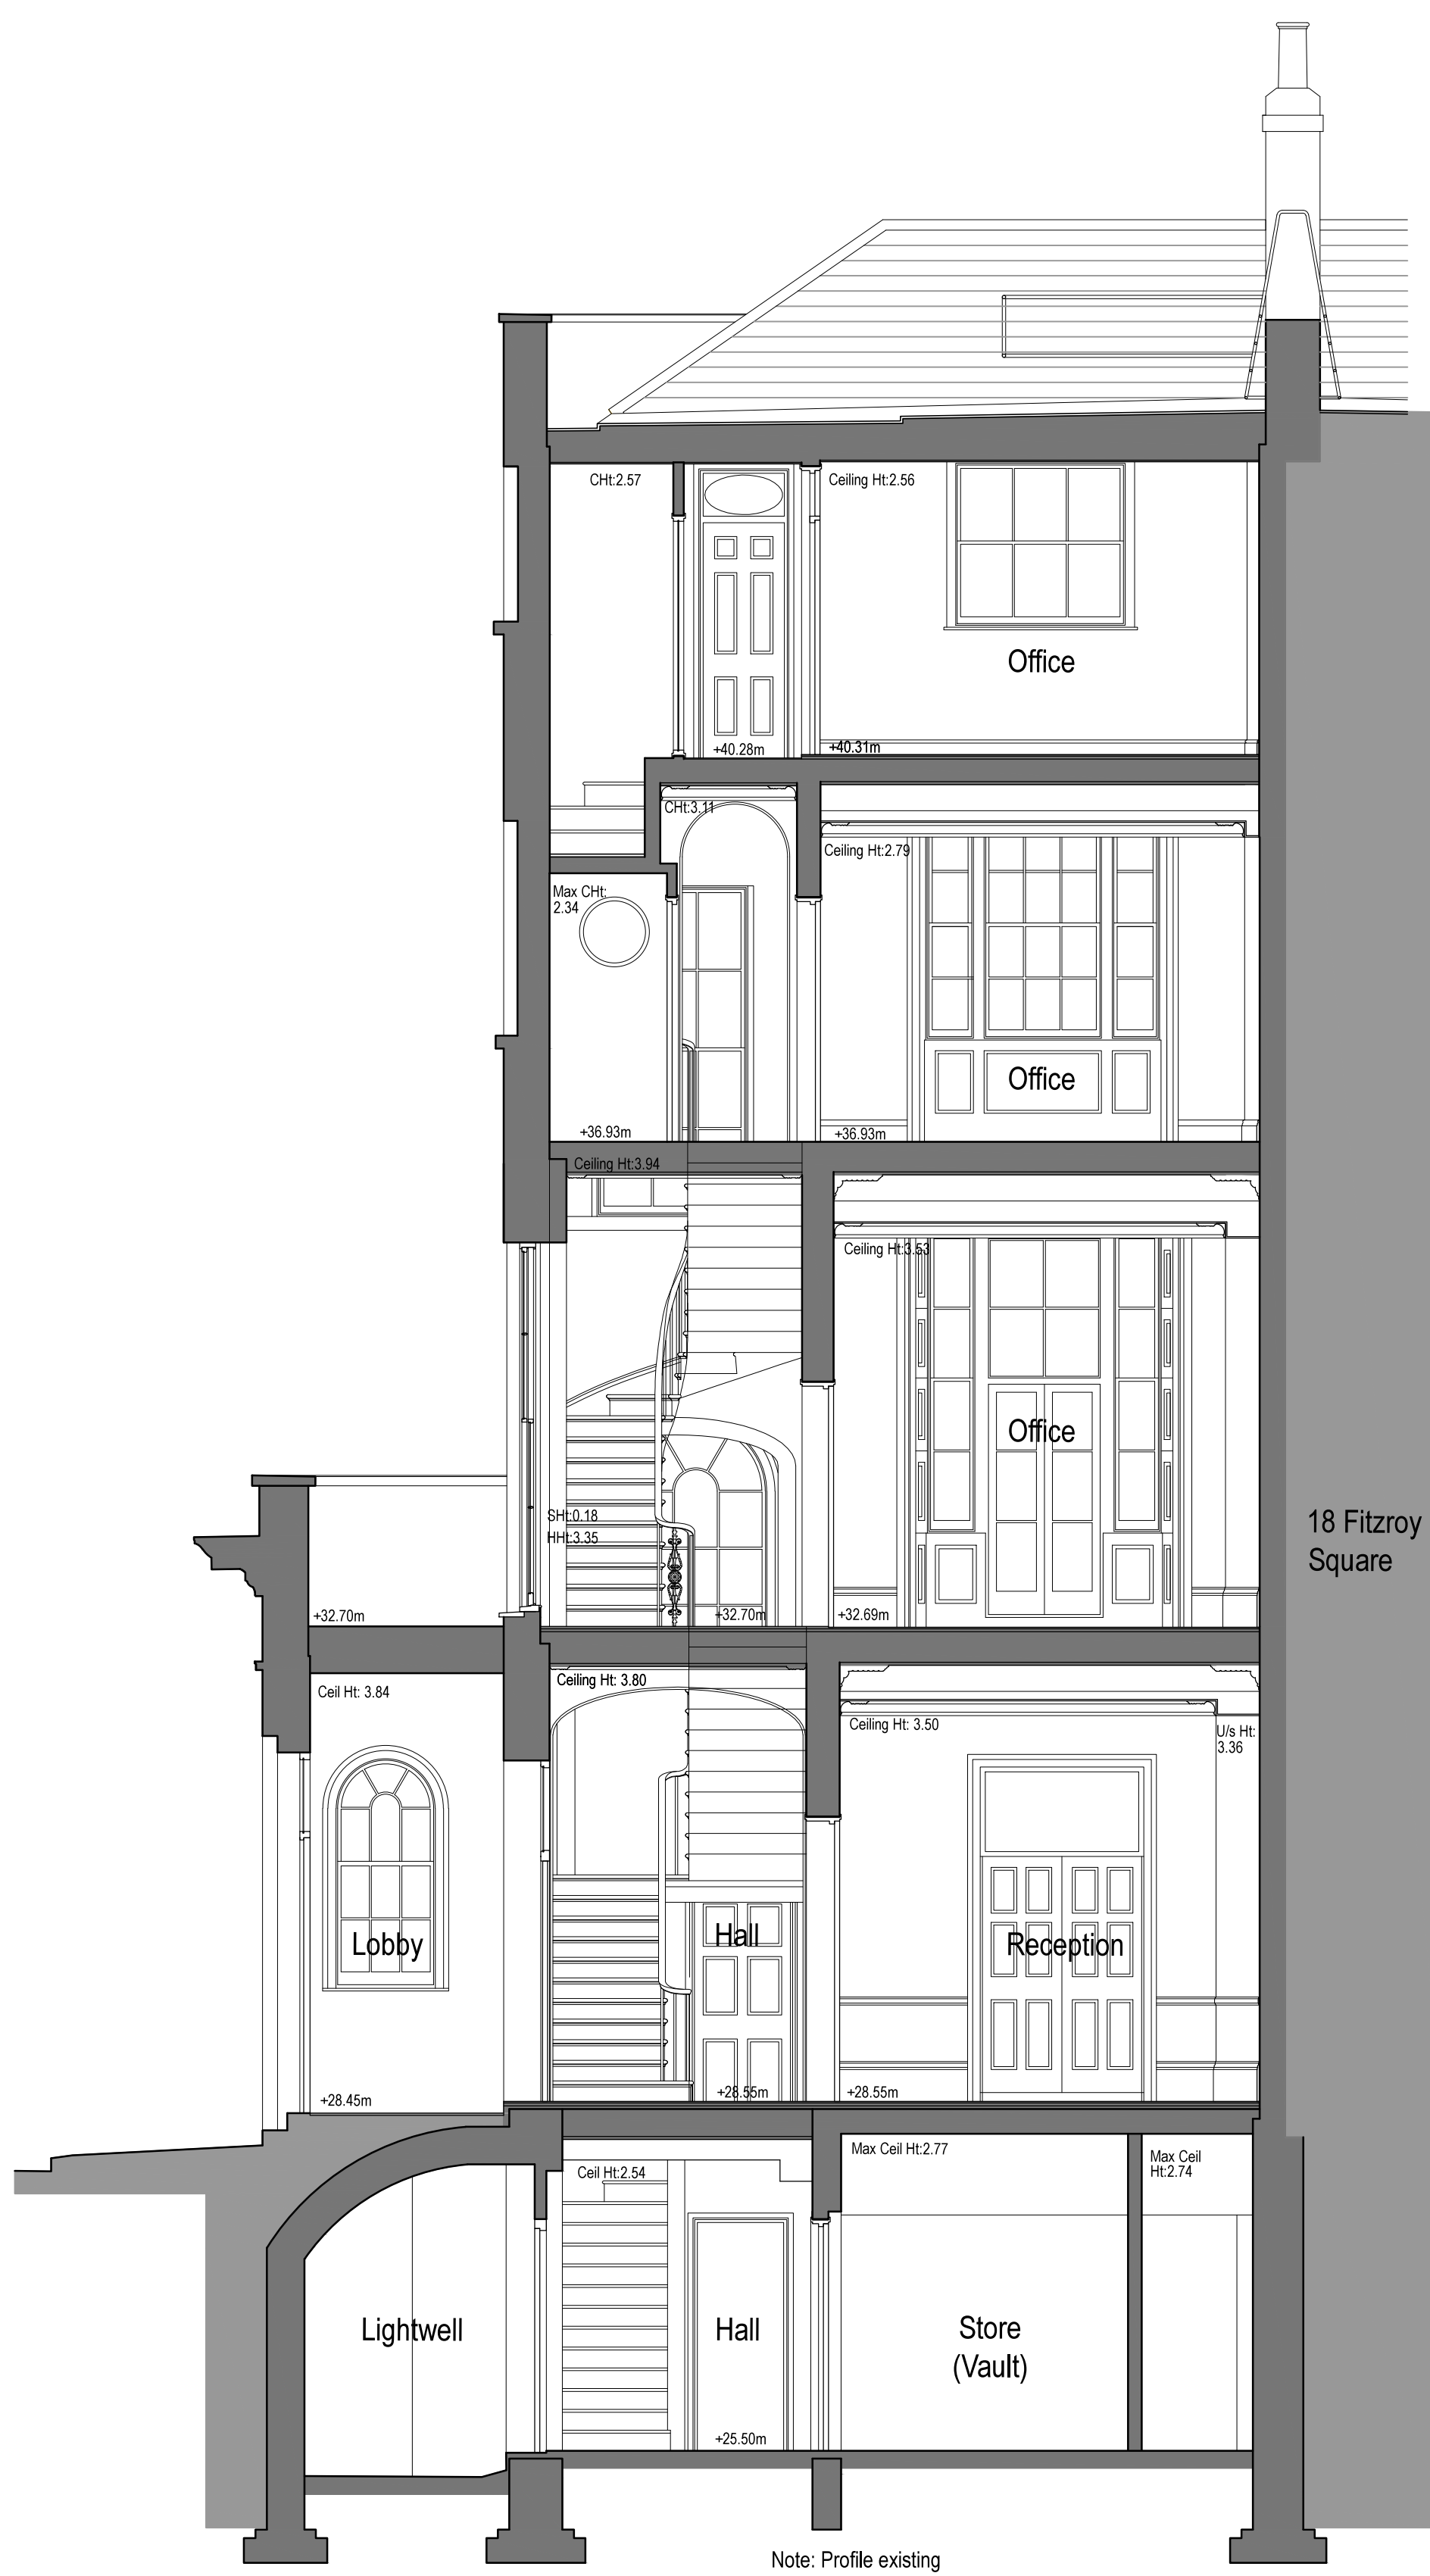 CHt:2.57
Ceiling Ht:2.56
Office
+40.28m
+40.31m
CHt:3.11
Ceiling Ht:2.79
Max CHt:
2.34
Office
+36.93m
+36.93m
Ceiling Ht:3.94
Ceiling Ht:3.53
Office
SHt:0.18
HHt:3.35
18 Fitzroy
Square
+32.70m
+32.70m
+32.69m
Ceiling Ht: 3.80
Ceil Ht: 3.84
Ceiling Ht: 3.50
U/s Ht:
3.36
Lobby
Hall
Reception
+28.45m
+28.55m
+28.55m
Max Ceil Ht:2.77
Max Ceil
Ht:2.74
Ceil Ht:2.54
Lightwell
Hall
Store
(Vault)
+25.50m
Note: Profile existing